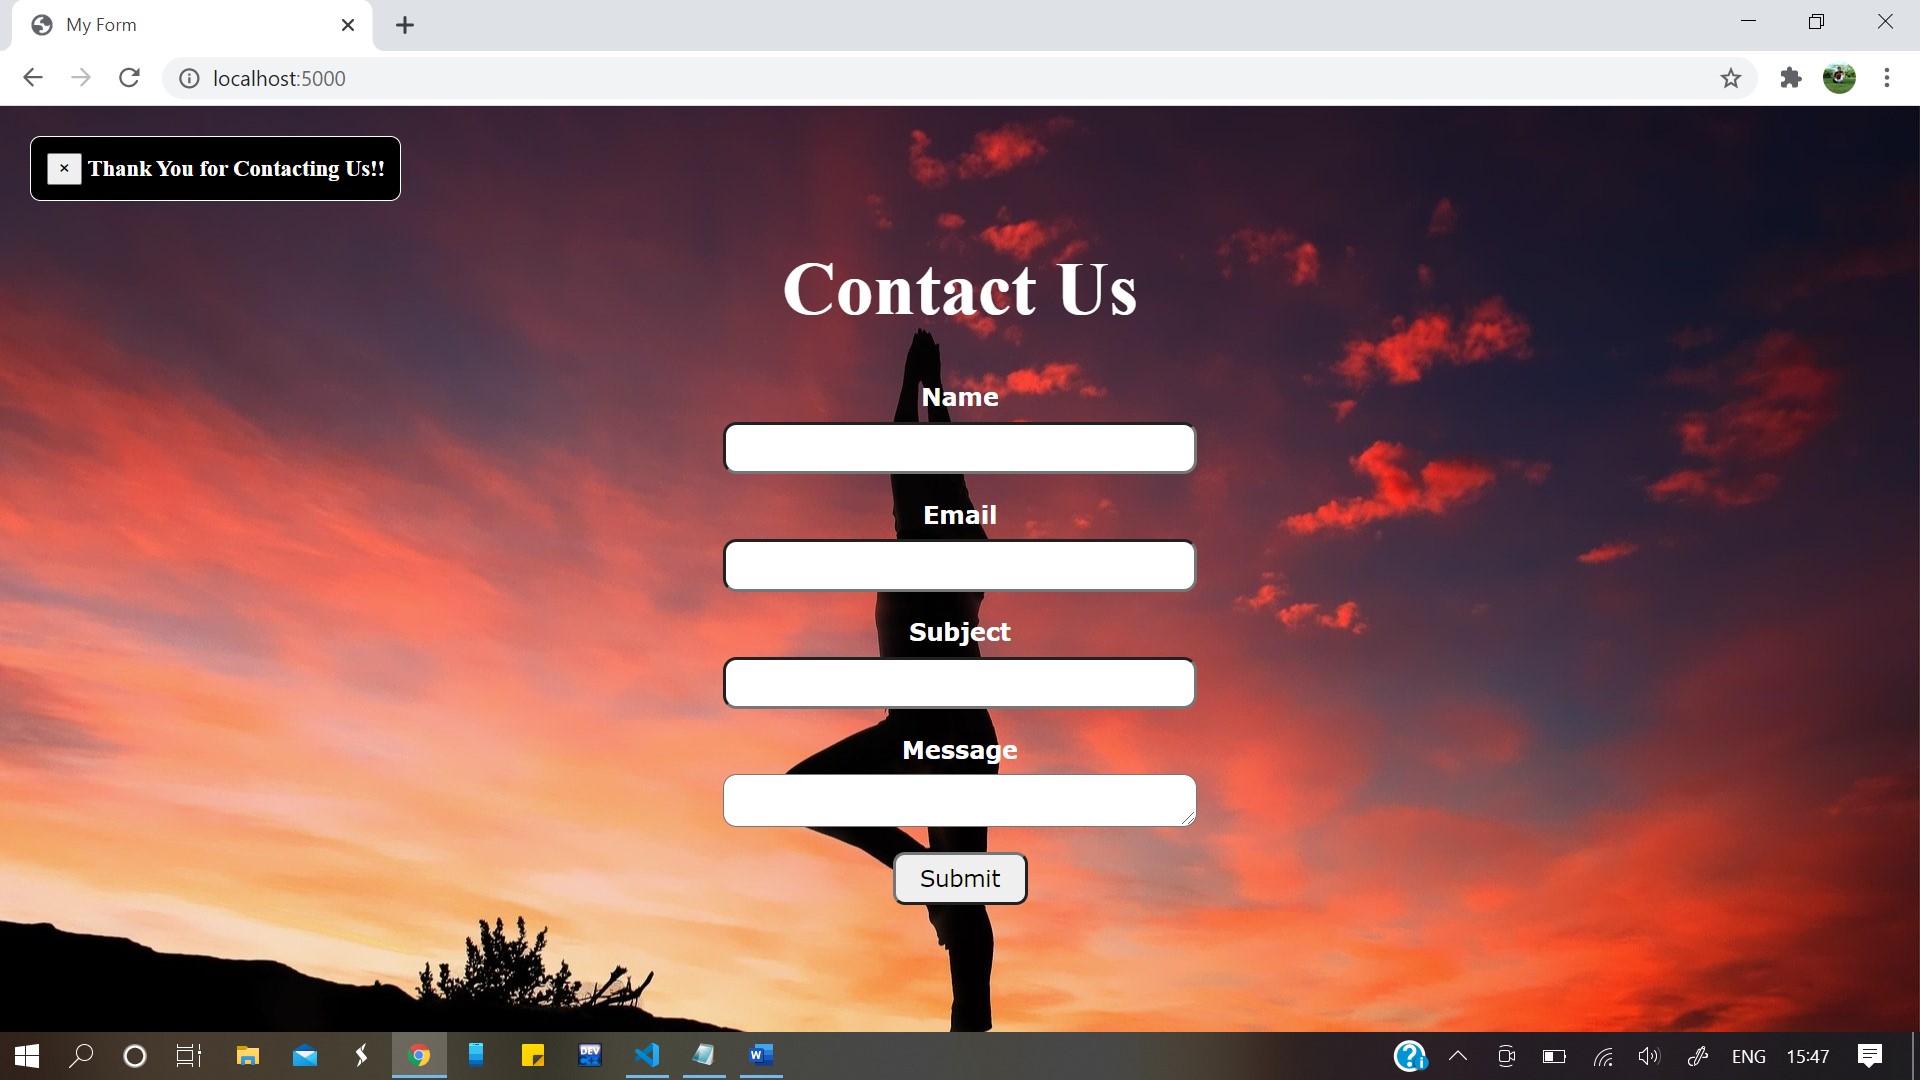 My Form
localhost:5000
× Thank You for Contacting Us!!
Contact Us
Name
Email
Subject
Message
Submit
DEV
W
ENG 15:47